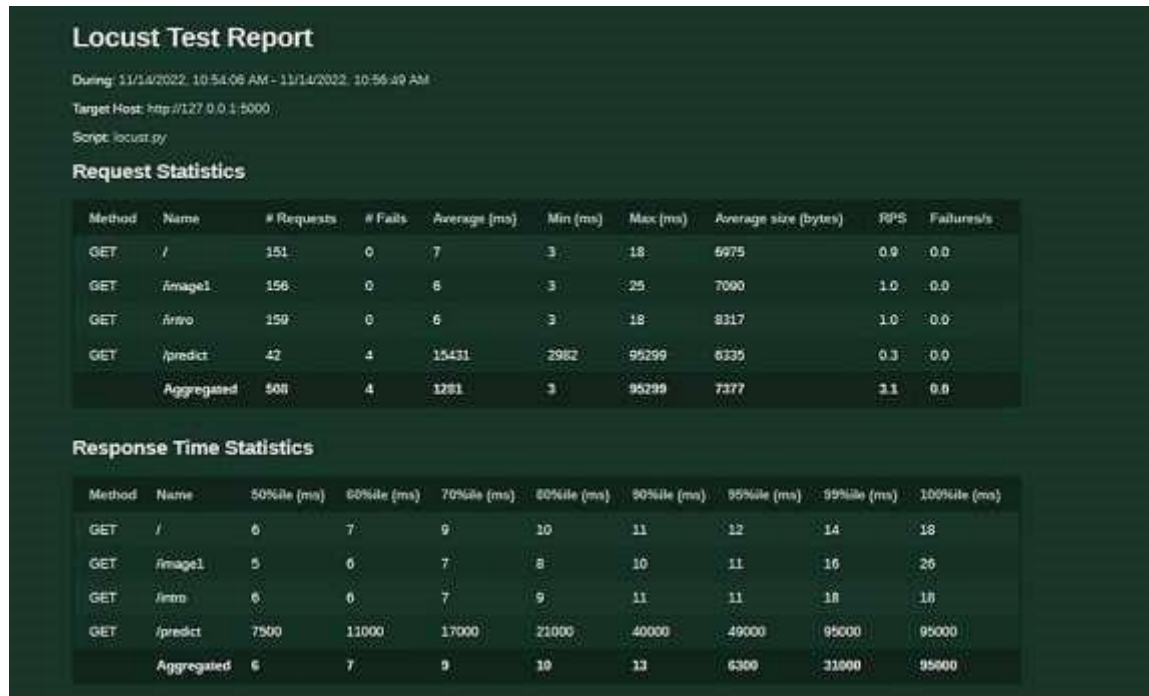 Locust Test Report
During: 11/14/2022, 10:54:06 AM - 11/14/2022, 10:56:49 AM
Target Host: http://127.0.0.1:5000
Script: locust.py
Request Statistics
Method Name # Requests # Fails Average (ms) Min (ms) Max (ms) Average size (bytes) RPS Failures/s
GET / 151 0 7 3 18 6975 0.9 0.0
GET /image1 156 0 6 3 25 7090 1.0 0.0
GET /intro 159 0 6 3 18 8317 1.0 0.0
GET /predict 42 4 15431 2982 95299 6335 0.3 0.0
Aggregated 508 4 1281 3 95299 7377 3.1 0.0
Response Time Statistics
Method Name 50%ile (ms) 60%ile (ms) 70%ile (ms) 80%ile (ms) 90%ile (ms) 95%ile (ms) 99%ile (ms) 100%ile (ms)
GET / 6 7 9 10 11 12 14 18
GET /image1 5 6 7 8 10 11 16 26
GET /intro 6 6 7 9 11 11 18 18
GET /predict 7500 11000 17000 21000 40000 49000 95000 95000
Aggregated 6 7 9 10 13 6300 31000 95000